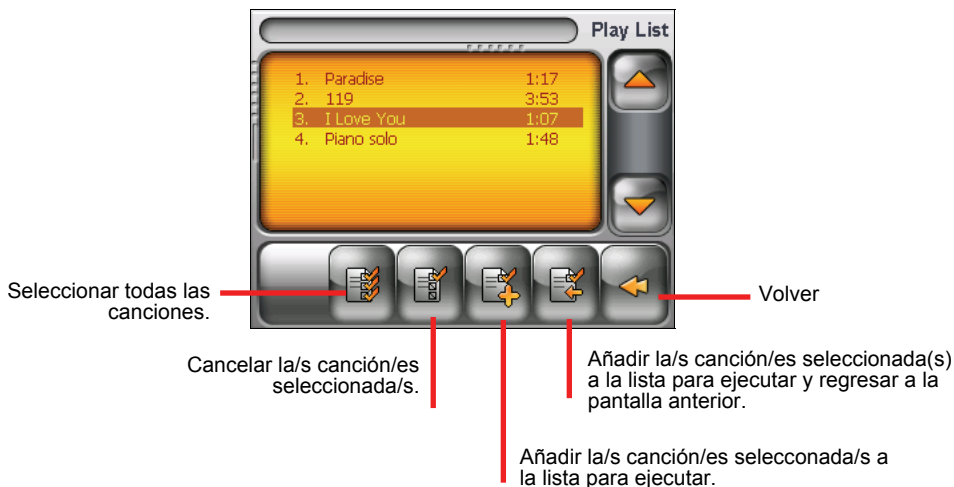 Play List
1. Paradise 1:17
2. 119 3:53
3. I Love You 1:07
4. Piano solo 1:48
Seleccionar todas las
canciones.
Volver
Cancelar la/s canción/es
seleccionada/s.
Añadir la/s canción/es seleccionada(s)
a la lista para ejecutar y regresar a la
pantalla anterior.
Añadir la/s canción/es selecconada/s a
la lista para ejecutar.